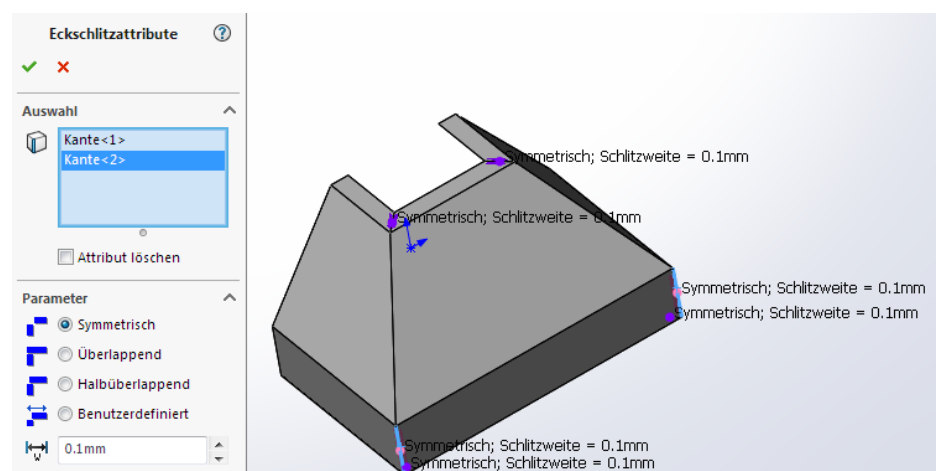 Eckschlitzattribute
Auswahl
Kante<1>
Kante<2>
Attribut löschen
Parameter
Symmetrisch
Überlappend
Halbüberlappend
Benutzerdefiniert
W
0.1mm
Symmetrisch; Schlitzweite = 0.1mm
Symmetrisch; Schlitzweite = 0.1mm
Symmetrisch; Schlitzweite = 0.1mm
Symmetrisch; Schlitzweite = 0.1mm
Symmetrisch; Schlitzweite = 0.1mm
Symmetrisch; Schlitzweite = 0.1mm